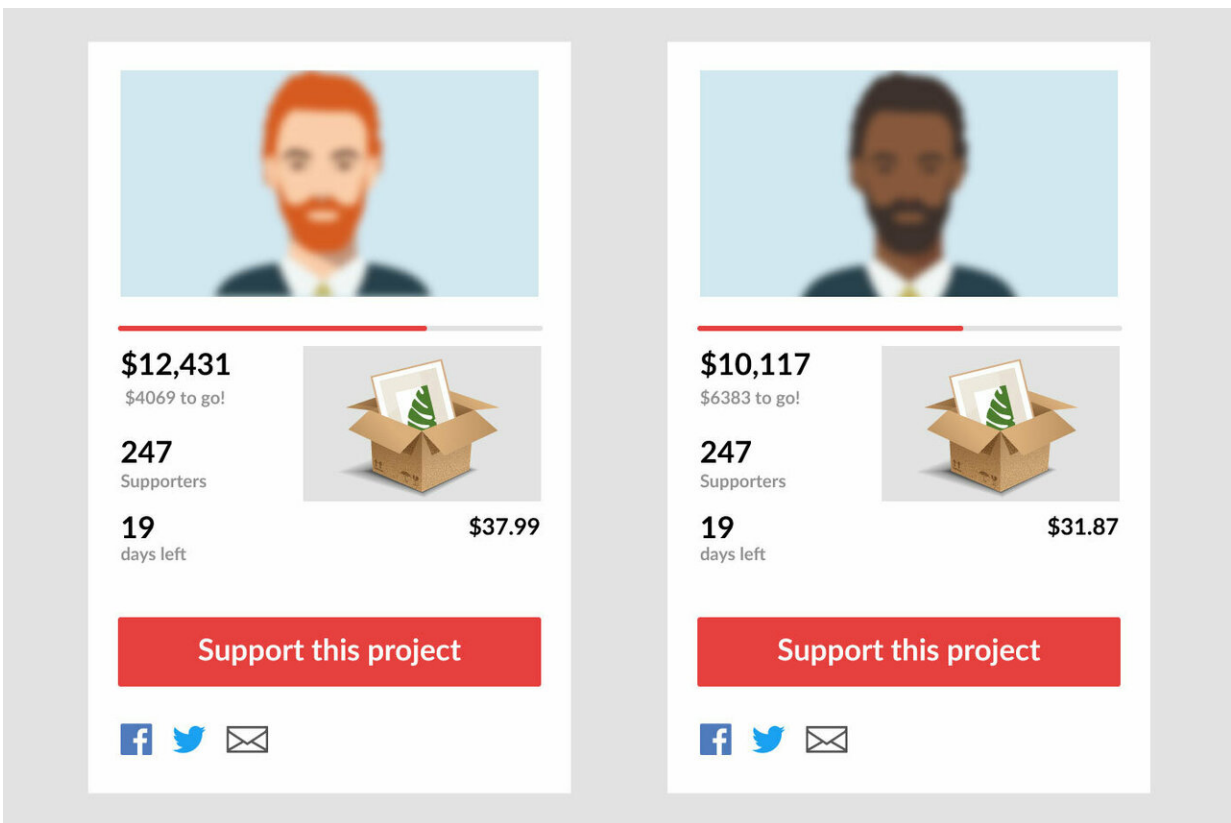 $12,431
$4069 to go!
247
Supporters
19
days left
$37.99
Support this project
$10,117
$6383 to go!
247
Supporters
19
days left
$31.87
Support this project